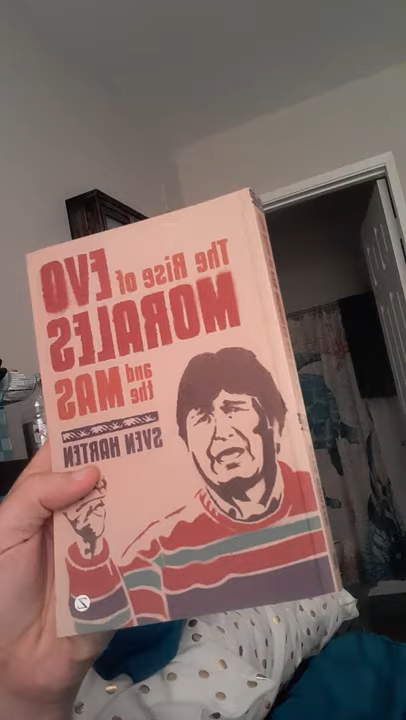 The Rise of EVO
MORALES
and the MAS
SVEN HARTEN
Z